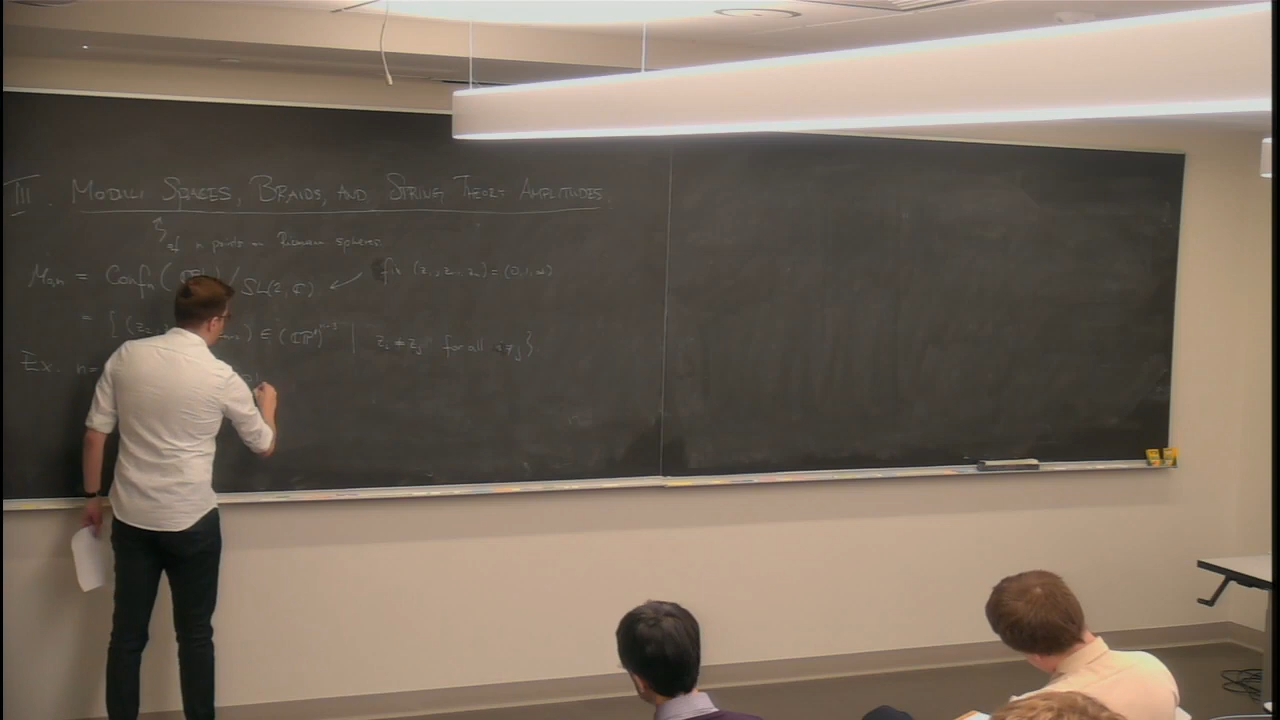 III. MODULI SPACES, BRAIDS, AND STRING THEORY AMPLITUDES.
of n points on Riemann sphere
M₀,ₙ = Confₙ( ) / SL(2,ℂ) ← fix (z₁, , zₙ) = (0,1,∞)
= { (z₂, ) ∈ (ℂP¹)ⁿ⁻³ | zᵢ ≠ zⱼ for all i≠j }
Ex. n=